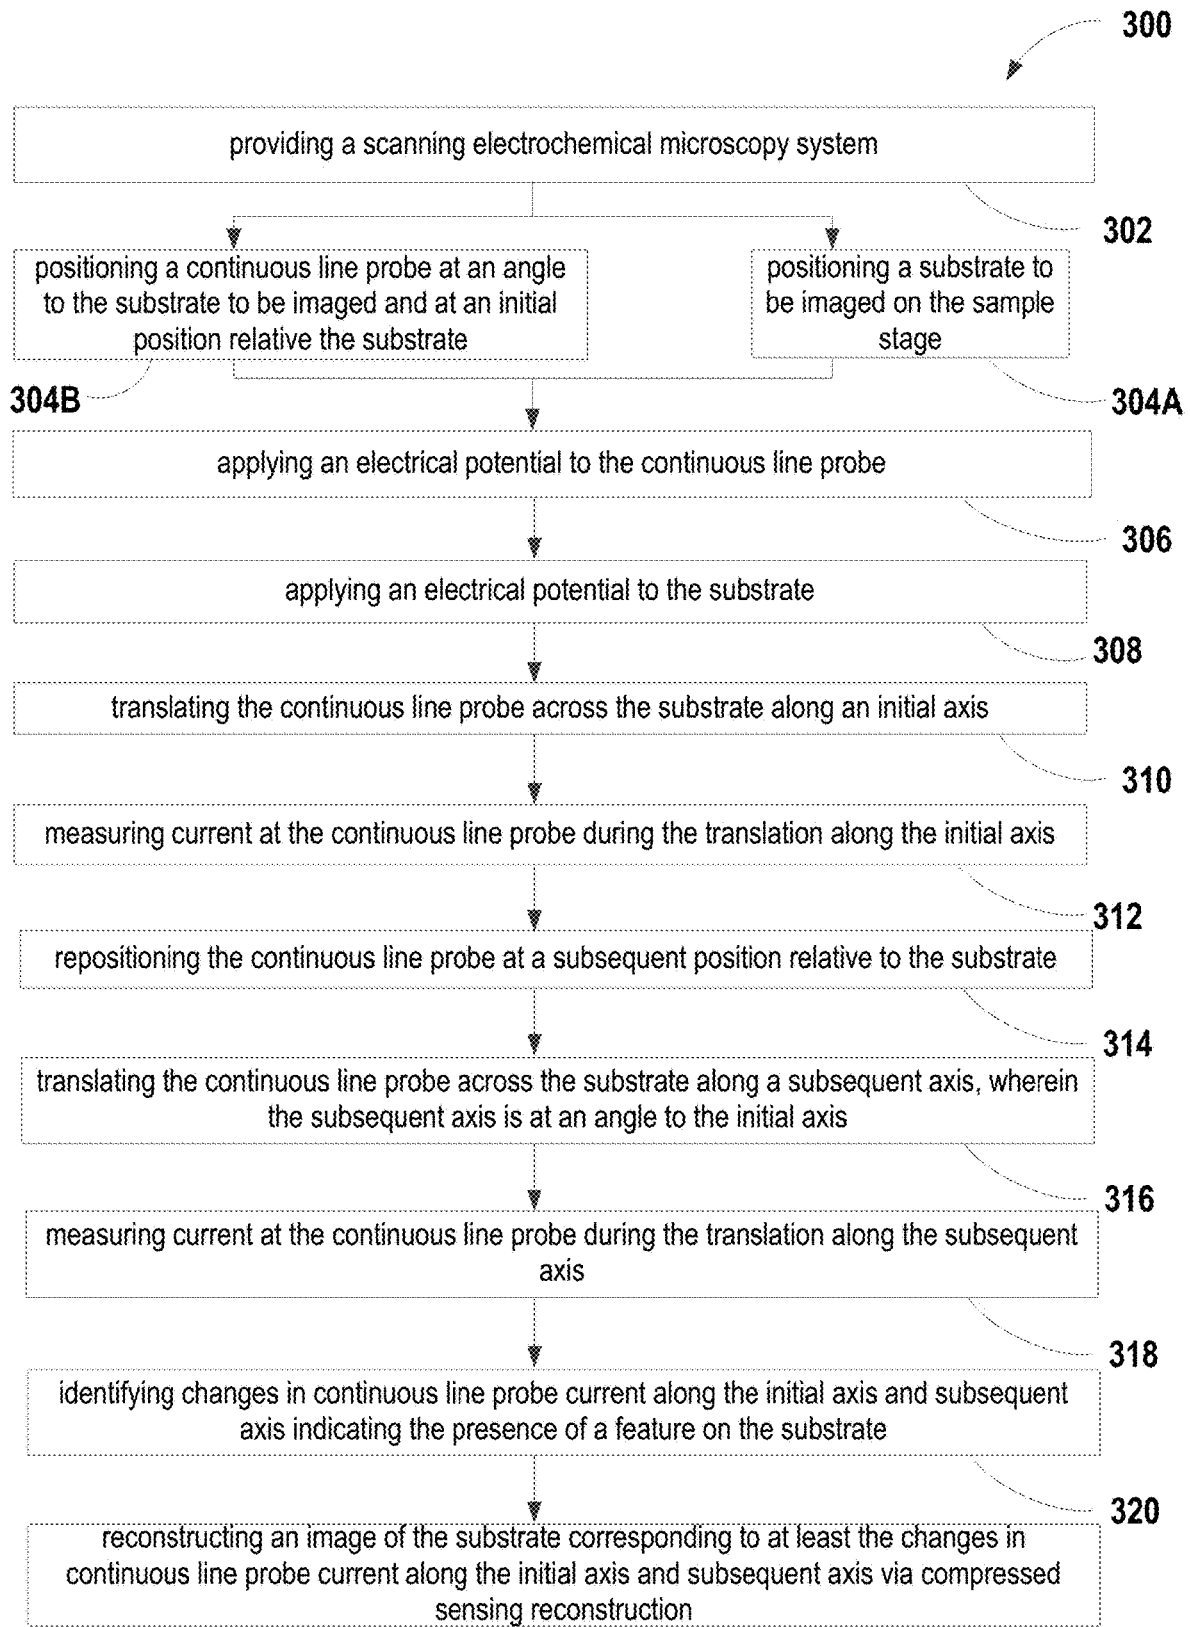 300
providing a scanning electrochemical microscopy system
302
positioning a continuous line probe at an angle
to the substrate to be imaged and at an initial
position relative the substrate
304B
positioning a substrate to
be imaged on the sample
stage
304A
applying an electrical potential to the continuous line probe
306
applying an electrical potential to the substrate
308
translating the continuous line probe across the substrate along an initial axis
310
measuring current at the continuous line probe during the translation along the initial axis
312
repositioning the continuous line probe at a subsequent position relative to the substrate
314
translating the continuous line probe across the substrate along a subsequent axis, wherein
the subsequent axis is at an angle to the initial axis
316
measuring current at the continuous line probe during the translation along the subsequent
axis
318
identifying changes in continuous line probe current along the initial axis and subsequent
axis indicating the presence of a feature on the substrate
320
reconstructing an image of the substrate corresponding to at least the changes in
continuous line probe current along the initial axis and subsequent axis via compressed
sensing reconstruction